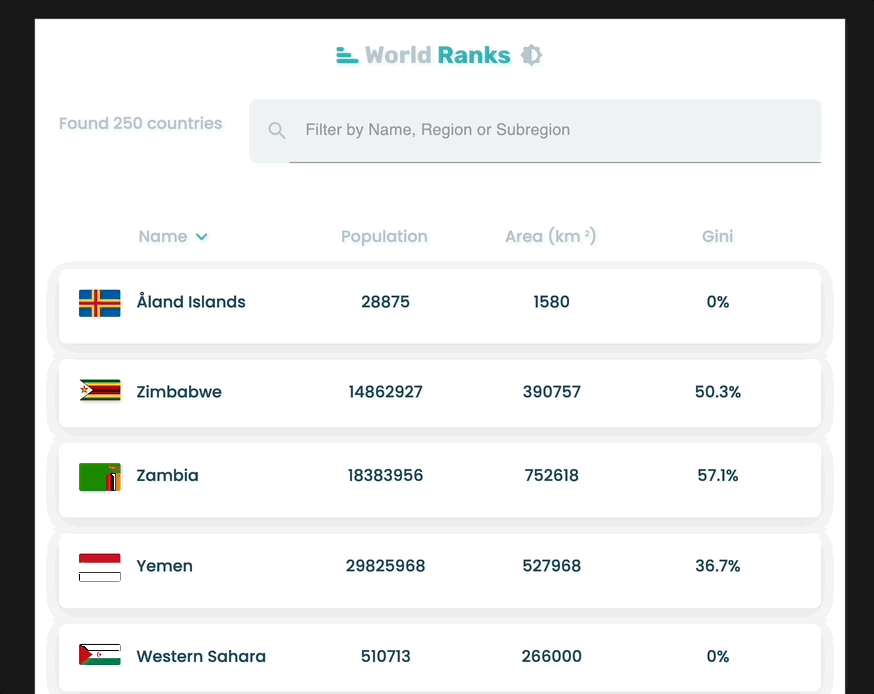 World Ranks
Found 250 countries
Filter by Name, Region or Subregion
Name Population Area (km ²) Gini
Åland Islands 28875 1580 0%
Zimbabwe 14862927 390757 50.3%
Zambia 18383956 752618 57.1%
Yemen 29825968 527968 36.7%
Western Sahara 510713 266000 0%